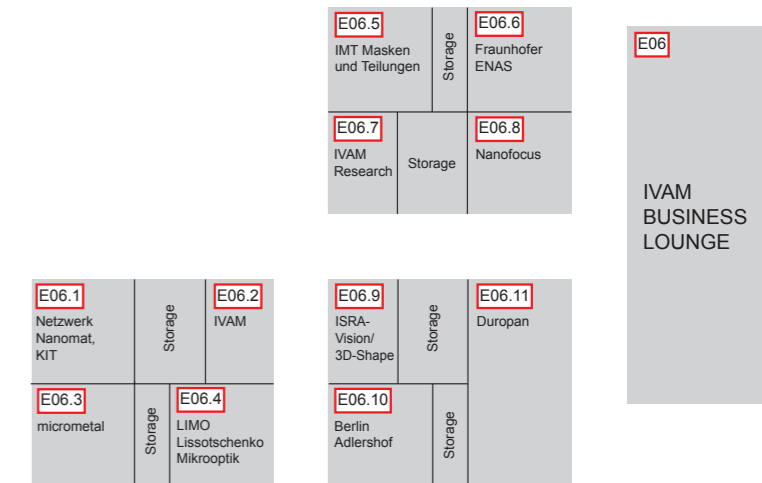 E06.5
IMT Masken
und Teilungen
Storage
E06.6
Fraunhofer
ENAS
E06.7
IVAM
Research
Storage
E06.8
Nanofocus
E06
IVAM
BUSINESS
LOUNGE
E06.1
Netzwerk
Nanomat,
KIT
Storage
E06.2
IVAM
E06.3
micrometal
Storage
E06.4
LIMO
Lissotschenko
Mikrooptik
E06.9
ISRA-
Vision/
3D-Shape
Storage
E06.11
Duropan
E06.10
Berlin
Adlershof
Storage